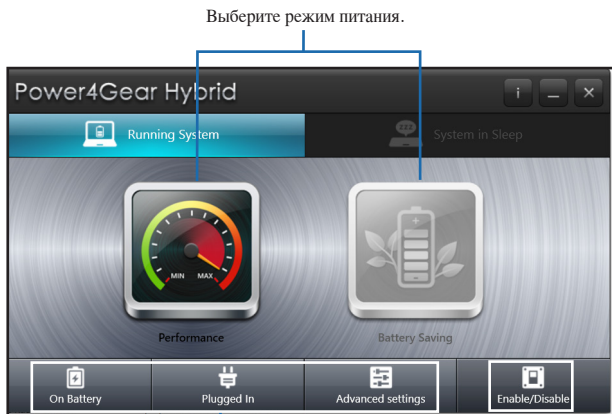 Выберите режим питания.
Power4Gear Hybrid
i
Running System
zzz
System in Sleep
MIN MAX
Performance
Battery Saving
On Battery
Plugged In
Advanced settings
Enable/Disable